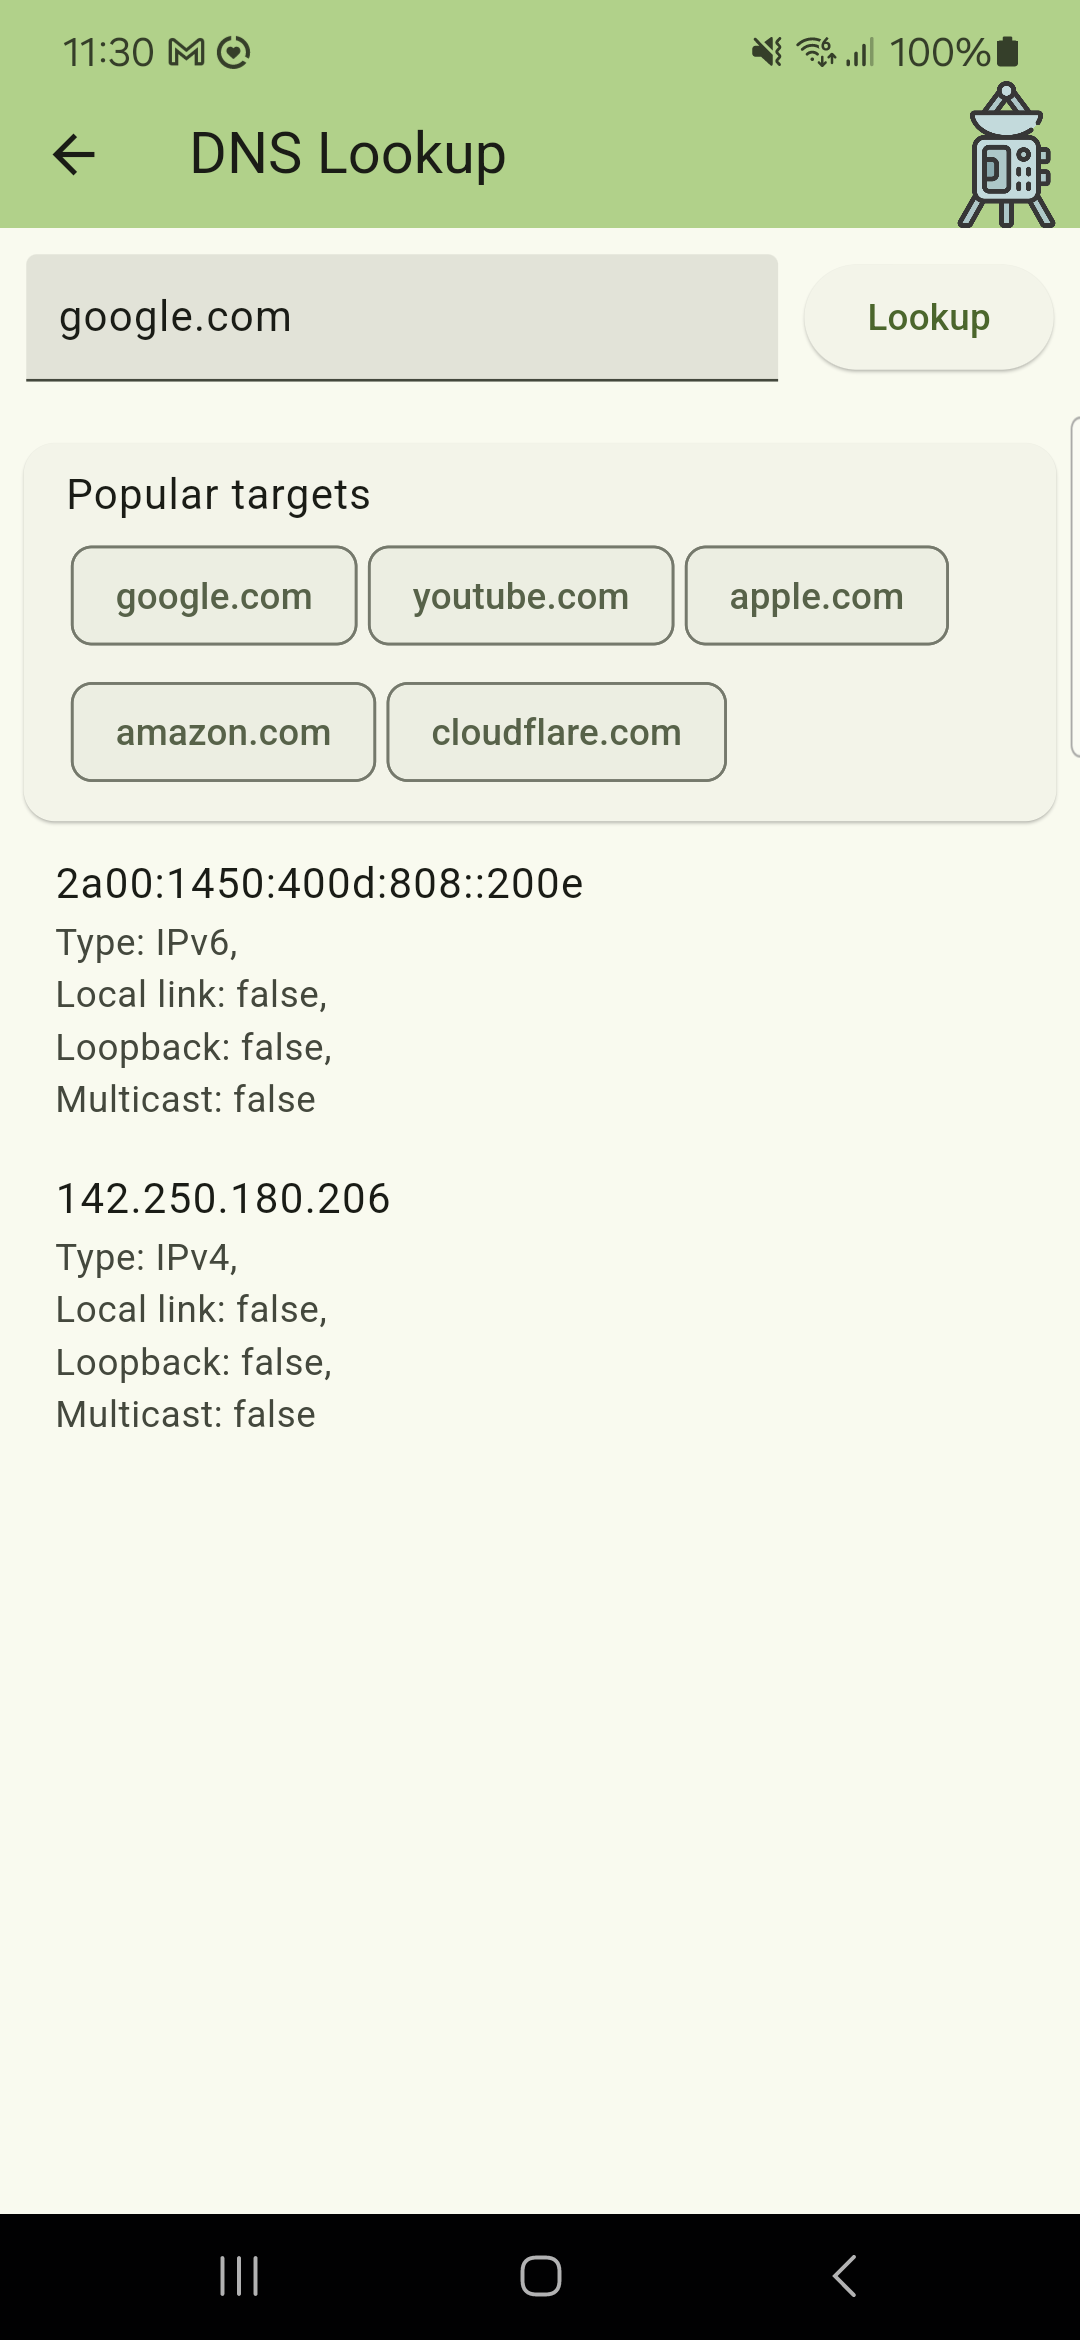 11:30
100%
DNS Lookup
google.com
Lookup
Popular targets
google.com youtube.com apple.com
amazon.com cloudflare.com
2a00:1450:400d:808::200e
Type: IPv6,
Local link: false,
Loopback: false,
Multicast: false
142.250.180.206
Type: IPv4,
Local link: false,
Loopback: false,
Multicast: false